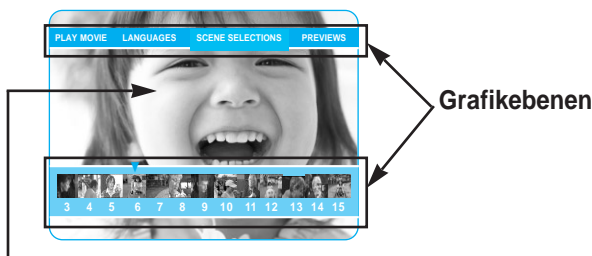 PLAY MOVIE LANGUAGES SCENE SELECTIONS PREVIEWS
Grafikebenen
3 4 5 6 7 8 9 10 11 12 13 14 15